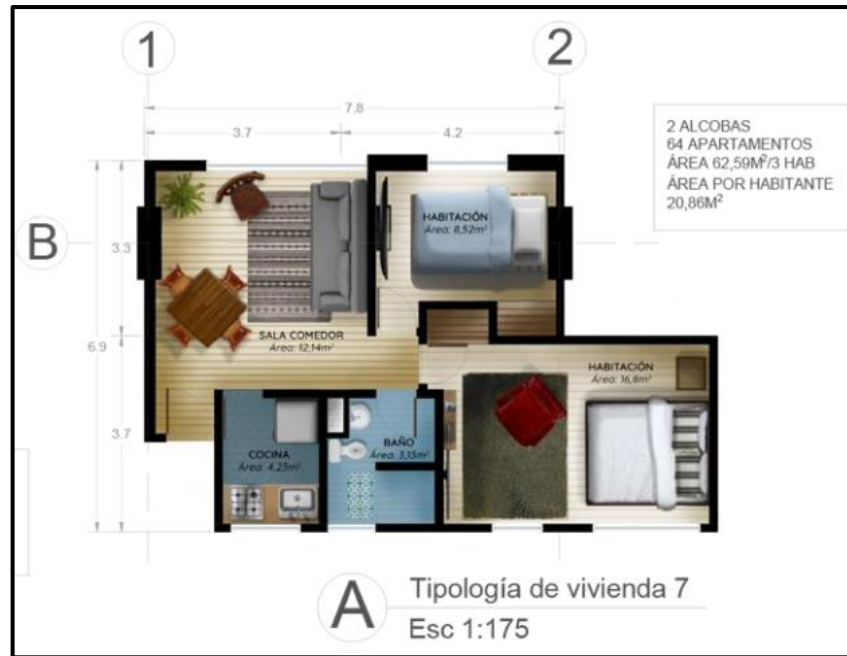 1
2
7.8
3.7
4.2
2 ALCOBAS
64 APARTAMENTOS
ÁREA 62,59M²/3 HAB
ÁREA POR HABITANTE
20,86M²
B
HABITACIÓN
Área: 8,52m²
3.3
SALA COMEDOR
Área: 12,14m²
6.9
HABITACIÓN
Área: 16,8m²
3.7
COCINA
Área: 4,23m²
BAÑO
Área: 3,15m²
A
Tipología de vivienda 7
Esc 1:175